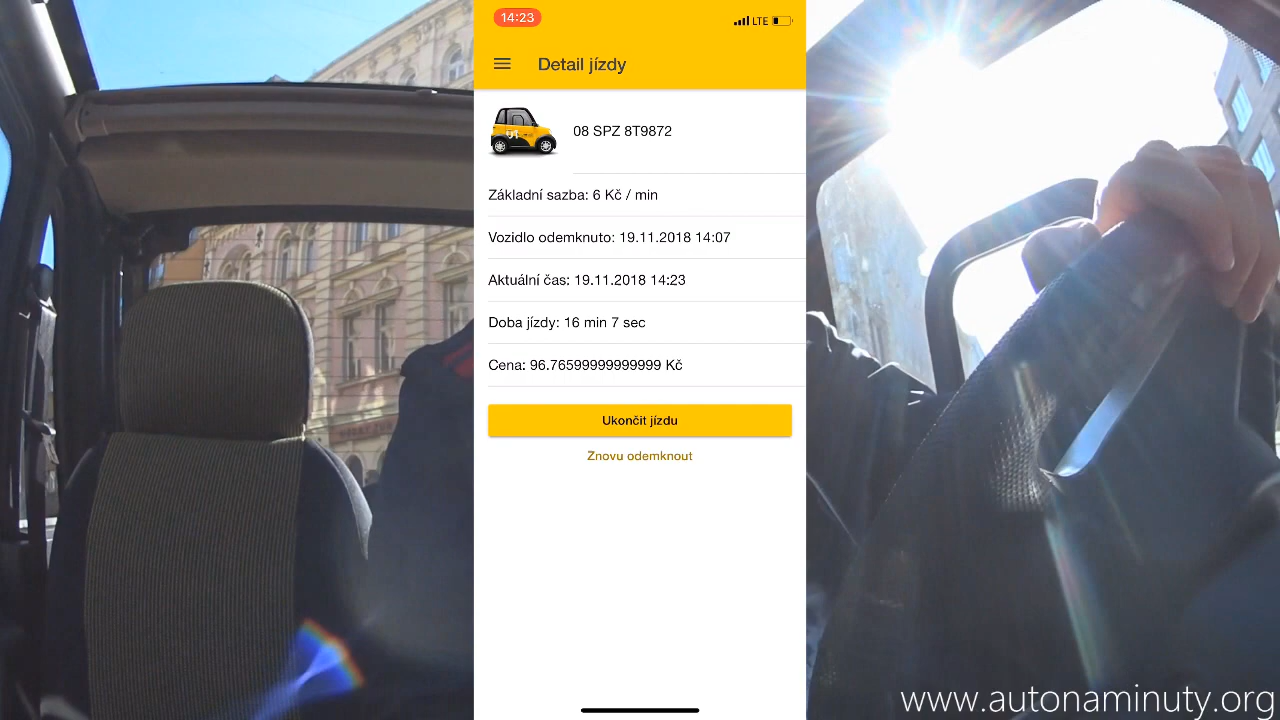 14:23
LTE
Detail jízdy
08 SPZ 8T9872
Základní sazba: 6 Kč / min
Vozidlo odemknuto: 19.11.2018 14:07
Aktuální čas: 19.11.2018 14:23
Doba jízdy: 16 min 7 sec
Cena: 96.76599999999999 Kč
Ukončit jízdu
Znovu odemknout
www.autonaminuty.org